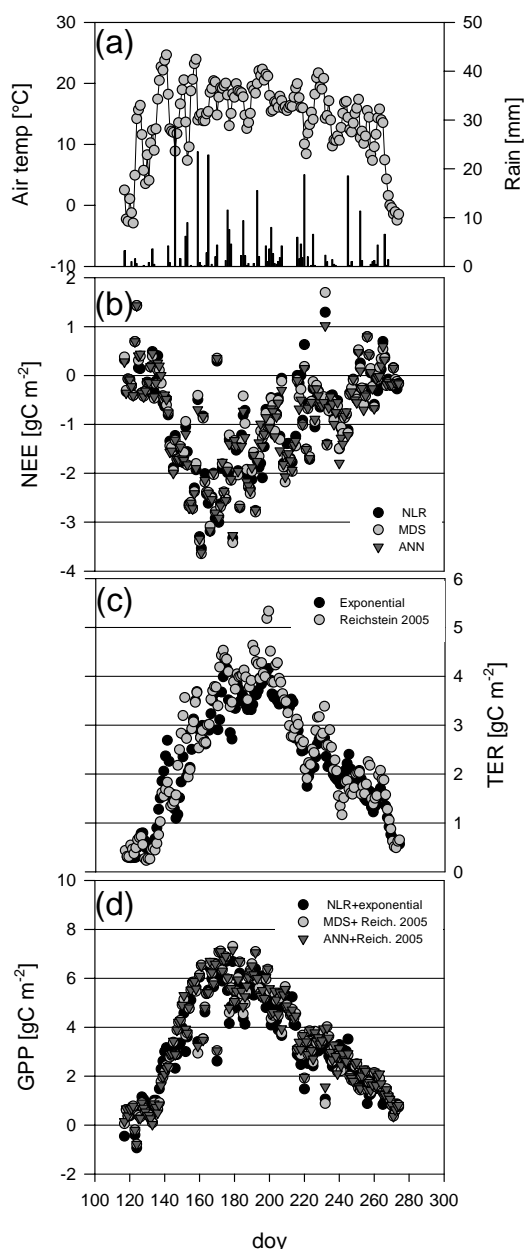 (a)
30
20
10
0
-10
Air temp [°C]
50
40
30
20
10
0
Rain [mm]
(b)
2
1
0
-1
-2
-3
-4
NEE [gC m-2]
NLR
MDS
ANN
(c)
Exponential
Reichstein 2005
6
5
4
3
2
1
0
TER [gC m-2]
(d)
10
8
6
4
2
0
-2
GPP [gC m-2]
NLR+exponential
MDS+ Reich. 2005
ANN+Reich. 2005
100 120 140 160 180 200 220 240 260 280 300
doy